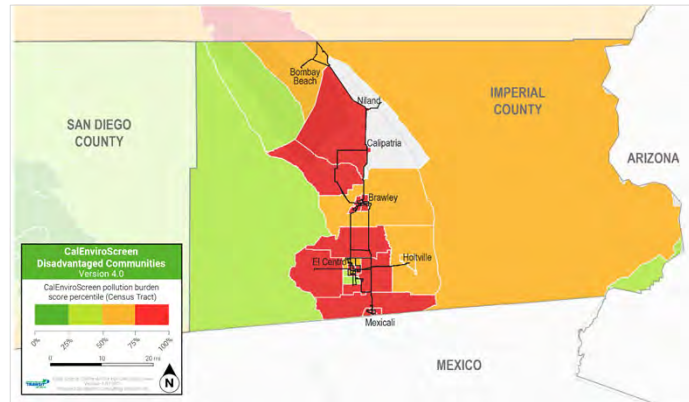 Bombay
Beach
Niland
IMPERIAL
COUNTY
SAN DIEGO
COUNTY
Calipatria
ARIZONA
Brawley
El Centro
Holtville
Mexicali
MEXICO
CalEnviroScreen
Disadvantaged Communities
Version 4.0
CalEnviroScreen pollution burden
score percentile (Census Tract)
0% 25% 50% 75% 100%
0 10 20 mi
TRANSIT
N